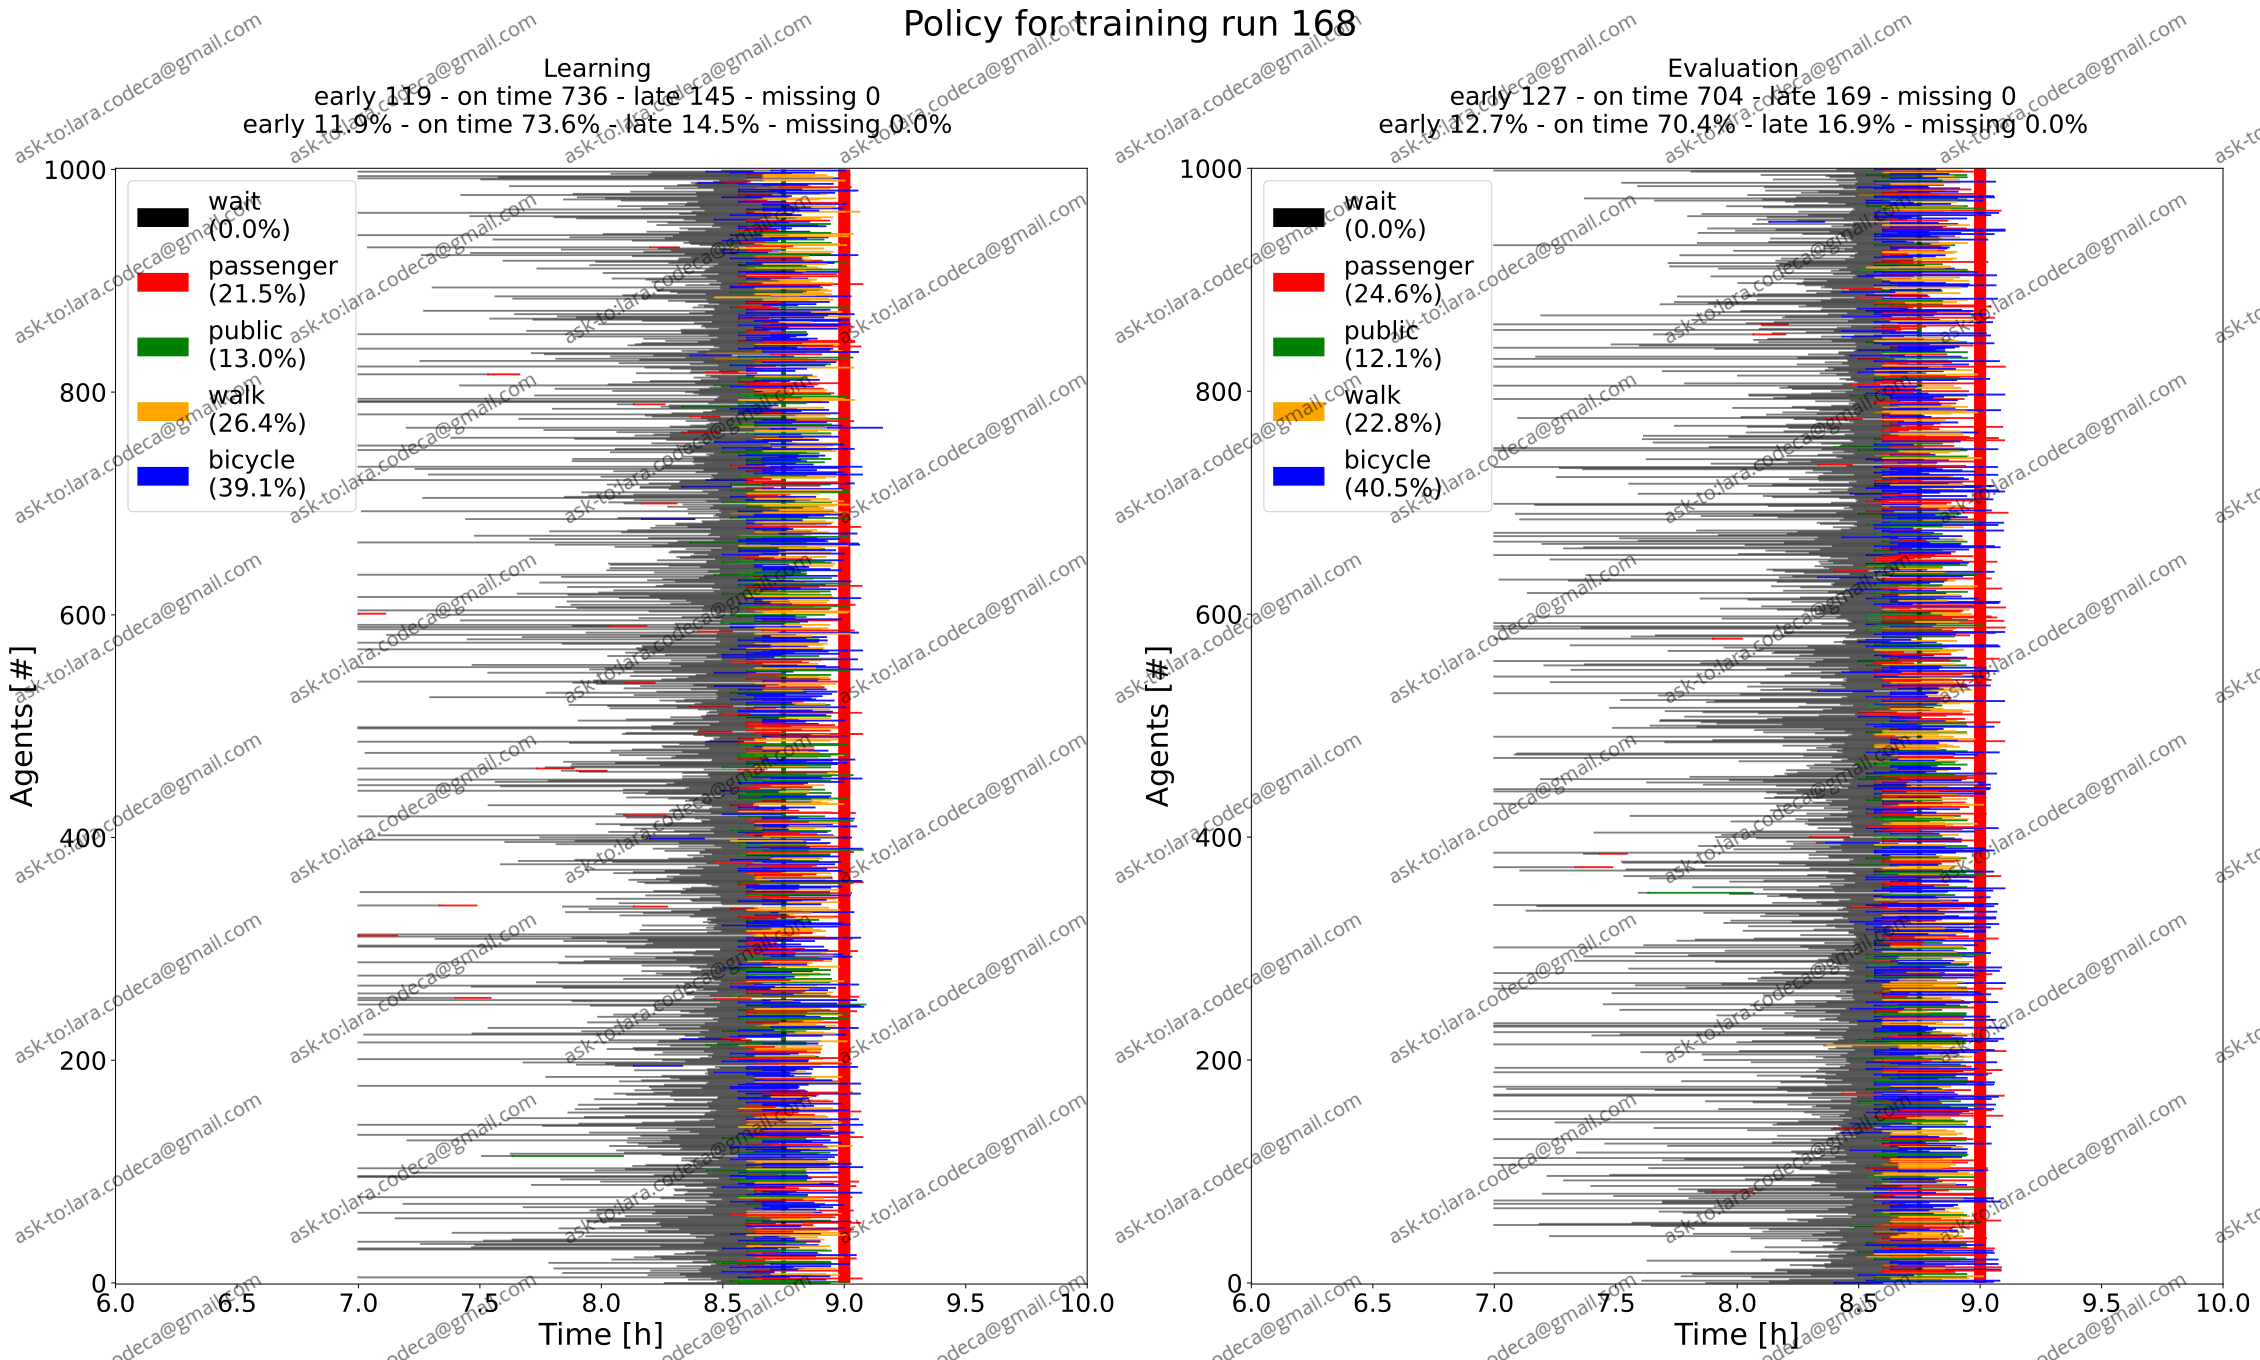 Policy for training run 168
Learning
early 119 - on time 736 - late 145 - missing 0
early 11.9% - on time 73.6% - late 14.5% - missing 0.0%
1000
800
600
400
200
0
Agents [#]
wait
(0.0%)
passenger
(21.5%)
public
(13.0%)
walk
(26.4%)
bicycle
(39.1%)
6.0 6.5 7.0 7.5 8.0 8.5 9.0 9.5 10.0
Time [h]
Evaluation
early 127 - on time 704 - late 169 - missing 0
early 12.7% - on time 70.4% - late 16.9% - missing 0.0%
1000
800
600
400
200
0
Agents [#]
wait
(0.0%)
passenger
(24.6%)
public
(12.1%)
walk
(22.8%)
bicycle
(40.5%)
6.0 6.5 7.0 7.5 8.0 8.5 9.0 9.5 10.0
Time [h]
ask-to:lara.codeca@gmail.com